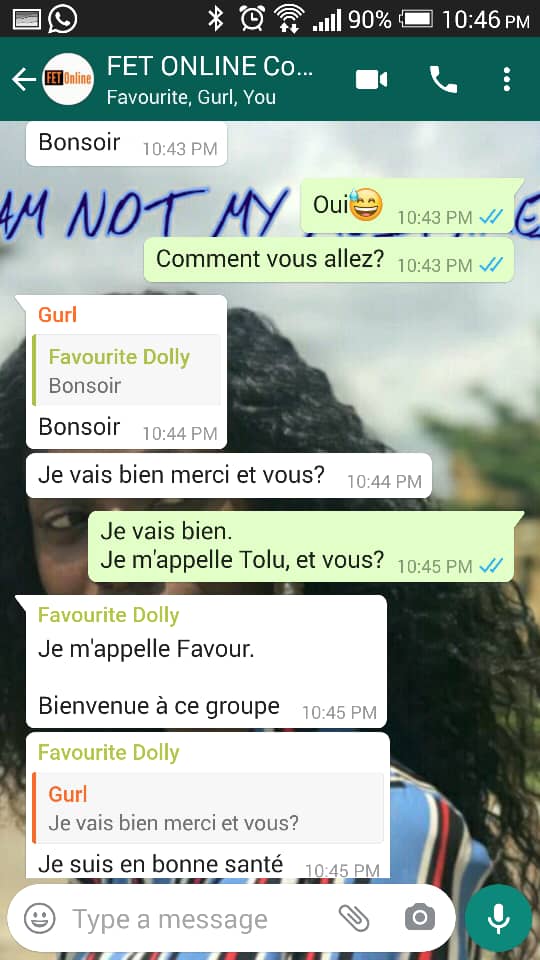 90% 10:46 PM
FET Online
FET ONLINE Co...
Favourite, Gurl, You
Bonsoir 10:43 PM
AM NOT MY
Oui😅 10:43 PM
Comment vous allez? 10:43 PM
Gurl
Favourite Dolly
Bonsoir
Bonsoir 10:44 PM
Je vais bien merci et vous? 10:44 PM
Je vais bien.
Je m'appelle Tolu, et vous? 10:45 PM
Favourite Dolly
Je m'appelle Favour.
Bienvenue à ce groupe 10:45 PM
Favourite Dolly
Gurl
Je vais bien merci et vous?
Je suis en bonne santé 10:45 PM
Type a message